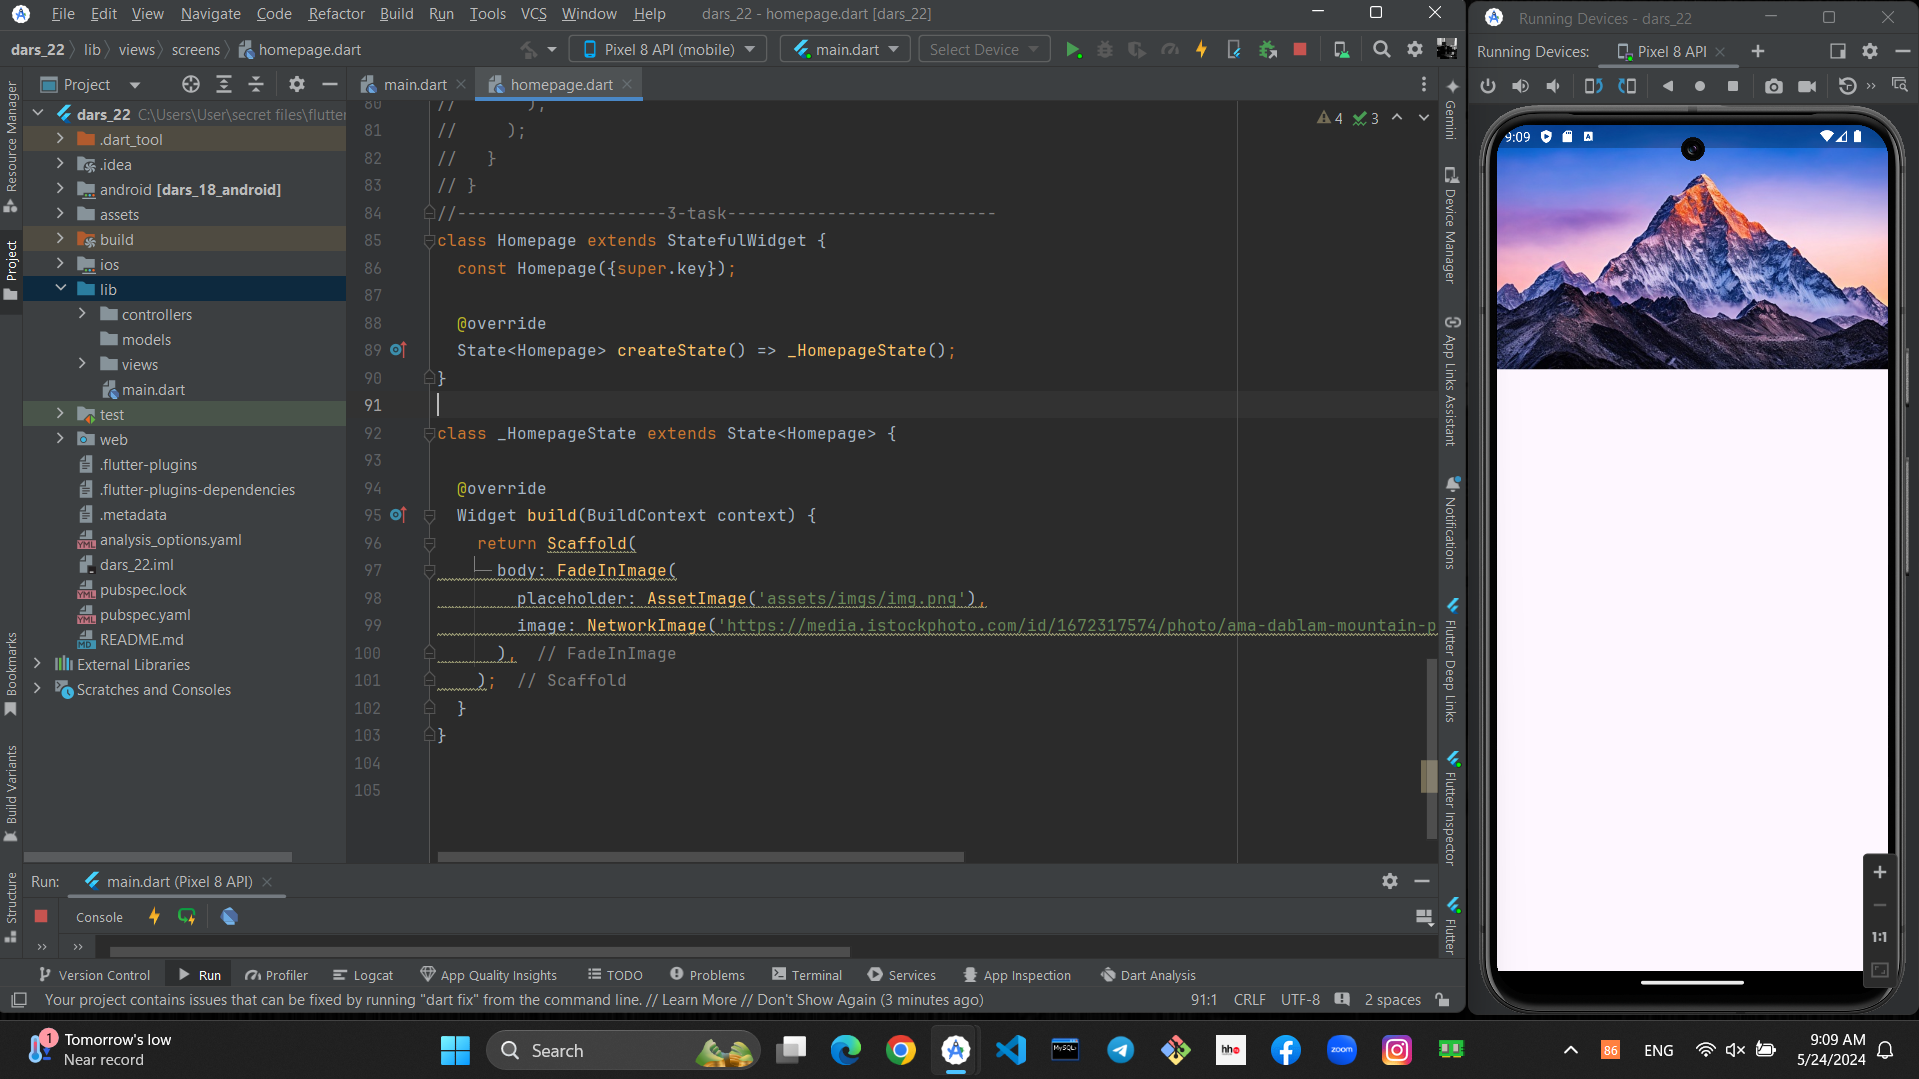 File Edit View Navigate Code Refactor Build Run Tools VCS Window Help dars_22 - homepage.dart [dars_22]
dars_22 lib views screens homepage.dart
Pixel 8 API (mobile) main.dart Select Device
Project
main.dart homepage.dart
dars_22 C:\Users\User\secret files\flutter
.dart_tool
.idea
android [dars_18_android]
assets
build
ios
lib
controllers
models
views
main.dart
test
web
.flutter-plugins
.flutter-plugins-dependencies
.metadata
analysis_options.yaml
dars_22.iml
pubspec.lock
pubspec.yaml
README.md
External Libraries
Scratches and Consoles
Resource Manager
Project
Bookmarks
Build Variants
Structure
4 3
80 // ),
81 // );
82 // }
83 // }
84 //---------------------3-task---------------------------
85 class Homepage extends StatefulWidget {
86 const Homepage({super.key});
87
88 @override
89 State<Homepage> createState() => _HomepageState();
90 }
91
92 class _HomepageState extends State<Homepage> {
93
94 @override
95 Widget build(BuildContext context) {
96 return Scaffold(
97 body: FadeInImage(
98 placeholder: AssetImage('assets/imgs/img.png'),
99 image: NetworkImage('https://media.istockphoto.com/id/1672317574/photo/ama-dablam-mountain-p
100 ), // FadeInImage
101 ); // Scaffold
102 }
103 }
104
105
Gemini
Device Manager
App Links Assistant
Notifications
Flutter Deep Links
Flutter Inspector
Flutter
Run: main.dart (Pixel 8 API)
Console
Version Control Run Profiler Logcat App Quality Insights TODO Problems Terminal Services App Inspection Dart Analysis
Your project contains issues that can be fixed by running "dart fix" from the command line. // Learn More // Don't Show Again (3 minutes ago)
91:1 CRLF UTF-8 2 spaces
Running Devices - dars_22
Running Devices: Pixel 8 API
9:09
1:1
1
Tomorrow's low
Near record
Search
MySQL
hh
zoom
86
ENG
9:09 AM
5/24/2024